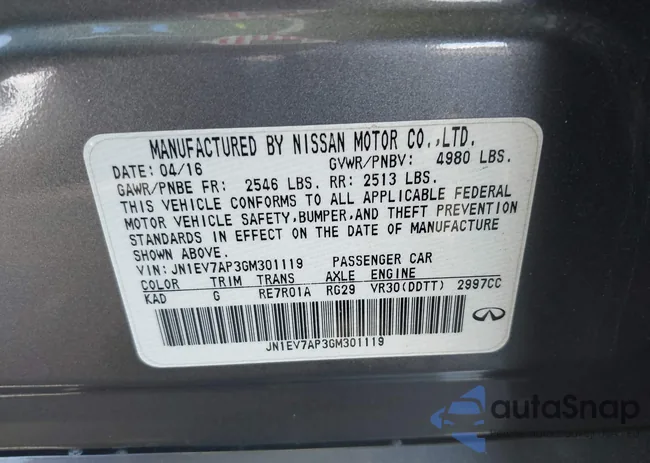 MANUFACTURED BY NISSAN MOTOR CO.,LTD.
DATE: 04/16 GVWR/PNBV: 4980 LBS.
GAWR/PNBE FR: 2546 LBS. RR: 2513 LBS.
THIS VEHICLE CONFORMS TO ALL APPLICABLE FEDERAL
MOTOR VEHICLE SAFETY, BUMPER, AND THEFT PREVENTION
STANDARDS IN EFFECT ON THE DATE OF MANUFACTURE
SHOWN ABOVE.
VIN: JN1EV7AP3GM301119 PASSENGER CAR
COLOR TRIM TRANS AXLE ENGINE
KAD G RE7R01A RG29 VR30(DDTT) 2997CC
JN1EV7AP3GM301119
autaSnap